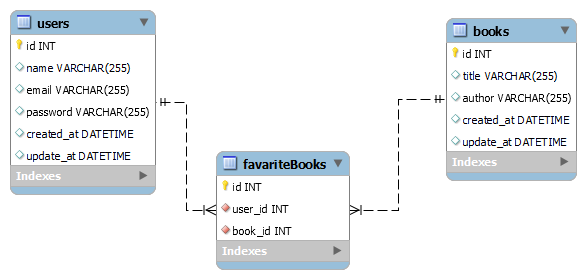 users
id INT
name VARCHAR(255)
email VARCHAR(255)
password VARCHAR(255)
created_at DATETIME
update_at DATETIME
Indexes
books
id INT
title VARCHAR(255)
author VARCHAR(255)
created_at DATETIME
update_at DATETIME
Indexes
favariteBooks
id INT
user_id INT
book_id INT
Indexes